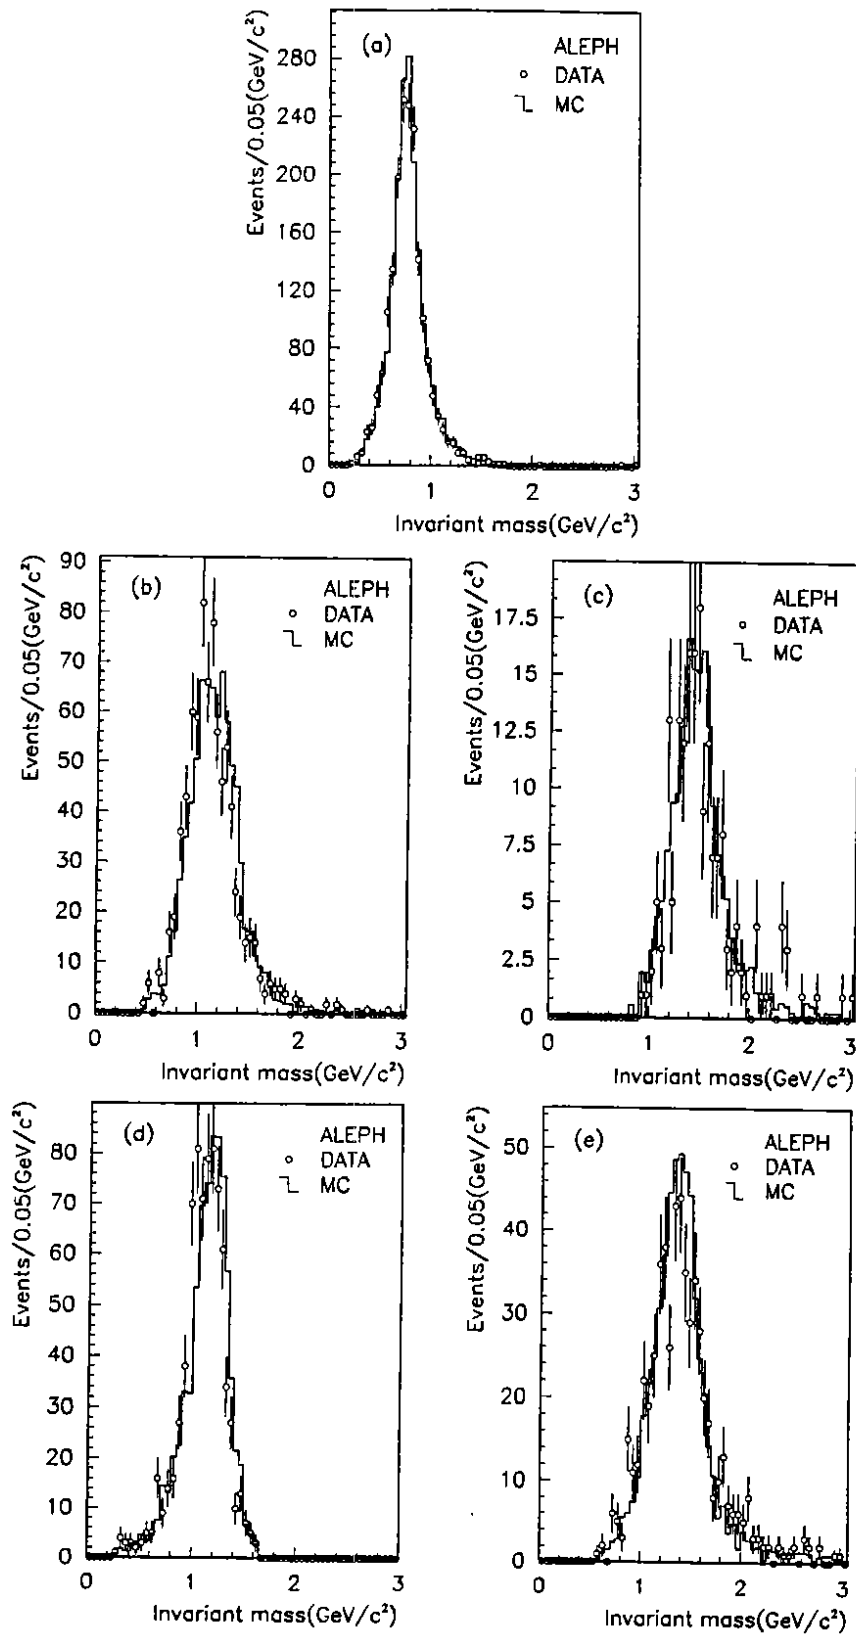 (a)
ALEPH
DATA
MC
Events/0.05(GeV/c²)
280
240
200
160
120
80
40
0
0 1 2 3
Invariant mass(GeV/c²)
(b)
ALEPH
DATA
MC
Events/0.05(GeV/c²)
90
80
70
60
50
40
30
20
10
0
0 1 2 3
Invariant mass(GeV/c²)
(c)
ALEPH
DATA
MC
Events/0.05(GeV/c²)
17.5
15
12.5
10
7.5
5
2.5
0
0 1 2 3
Invariant mass(GeV/c²)
(d)
ALEPH
DATA
MC
Events/0.05(GeV/c²)
80
70
60
50
40
30
20
10
0
0 1 2 3
Invariant mass(GeV/c²)
(e)
ALEPH
DATA
MC
Events/0.05(GeV/c²)
50
40
30
20
10
0
0 1 2 3
Invariant mass(GeV/c²)